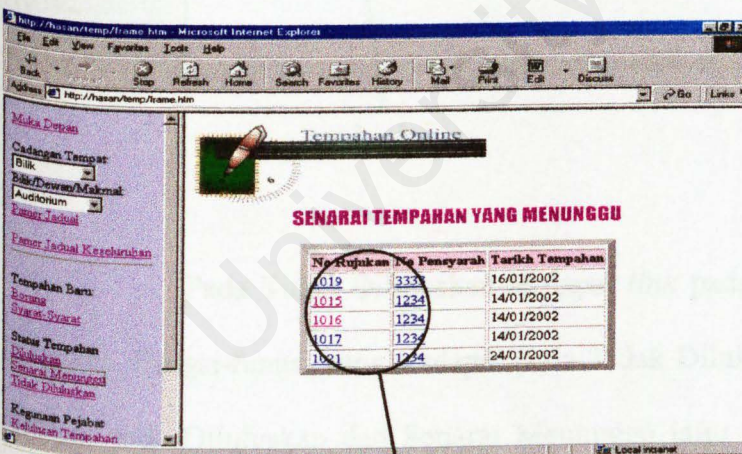 http://hasan/temp/frame.htm - Microsoft Internet Explorer
File Edit View Favorites Tools Help
Back Stop Refresh Home Search Favorites History Mail Print Edit Discuss
Address http://hasan/temp/frame.htm Go Links
Muka Depan
Cadangan Tempat:
Bilik
Bilik/Dewan/Makmal:
Auditorium
Pamer Jadual
Pamer Jadual Keseluruhan
Tempahan Baru:
Borang
Syarat-Syarat
Status Tempahan
Diluluskan
Senarai Menunggu
Tidak Diluluskan
Kegunaan Pejabat
Kelulusan Tempahan
Tempahan Online
SENARAI TEMPAHAN YANG MENUNGGU
No Rujukan No Pensyarah Tarikh Tempahan
1019 3333 16/01/2002
1015 1234 14/01/2002
1016 1234 14/01/2002
1017 1234 14/01/2002
1021 1234 24/01/2002
Local intranet
University